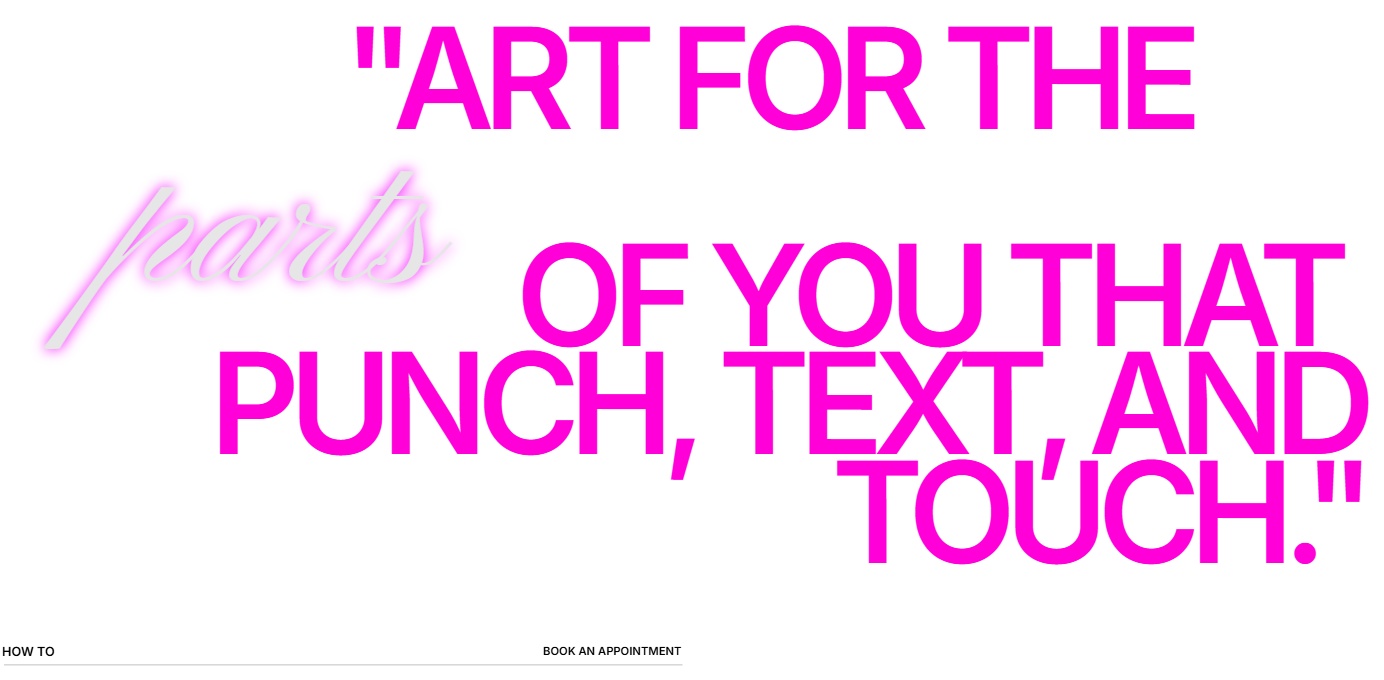 "ART FOR THE
parts OF YOU THAT
PUNCH, TEXT, AND
TOUCH."
HOW TO
BOOK AN APPOINTMENT